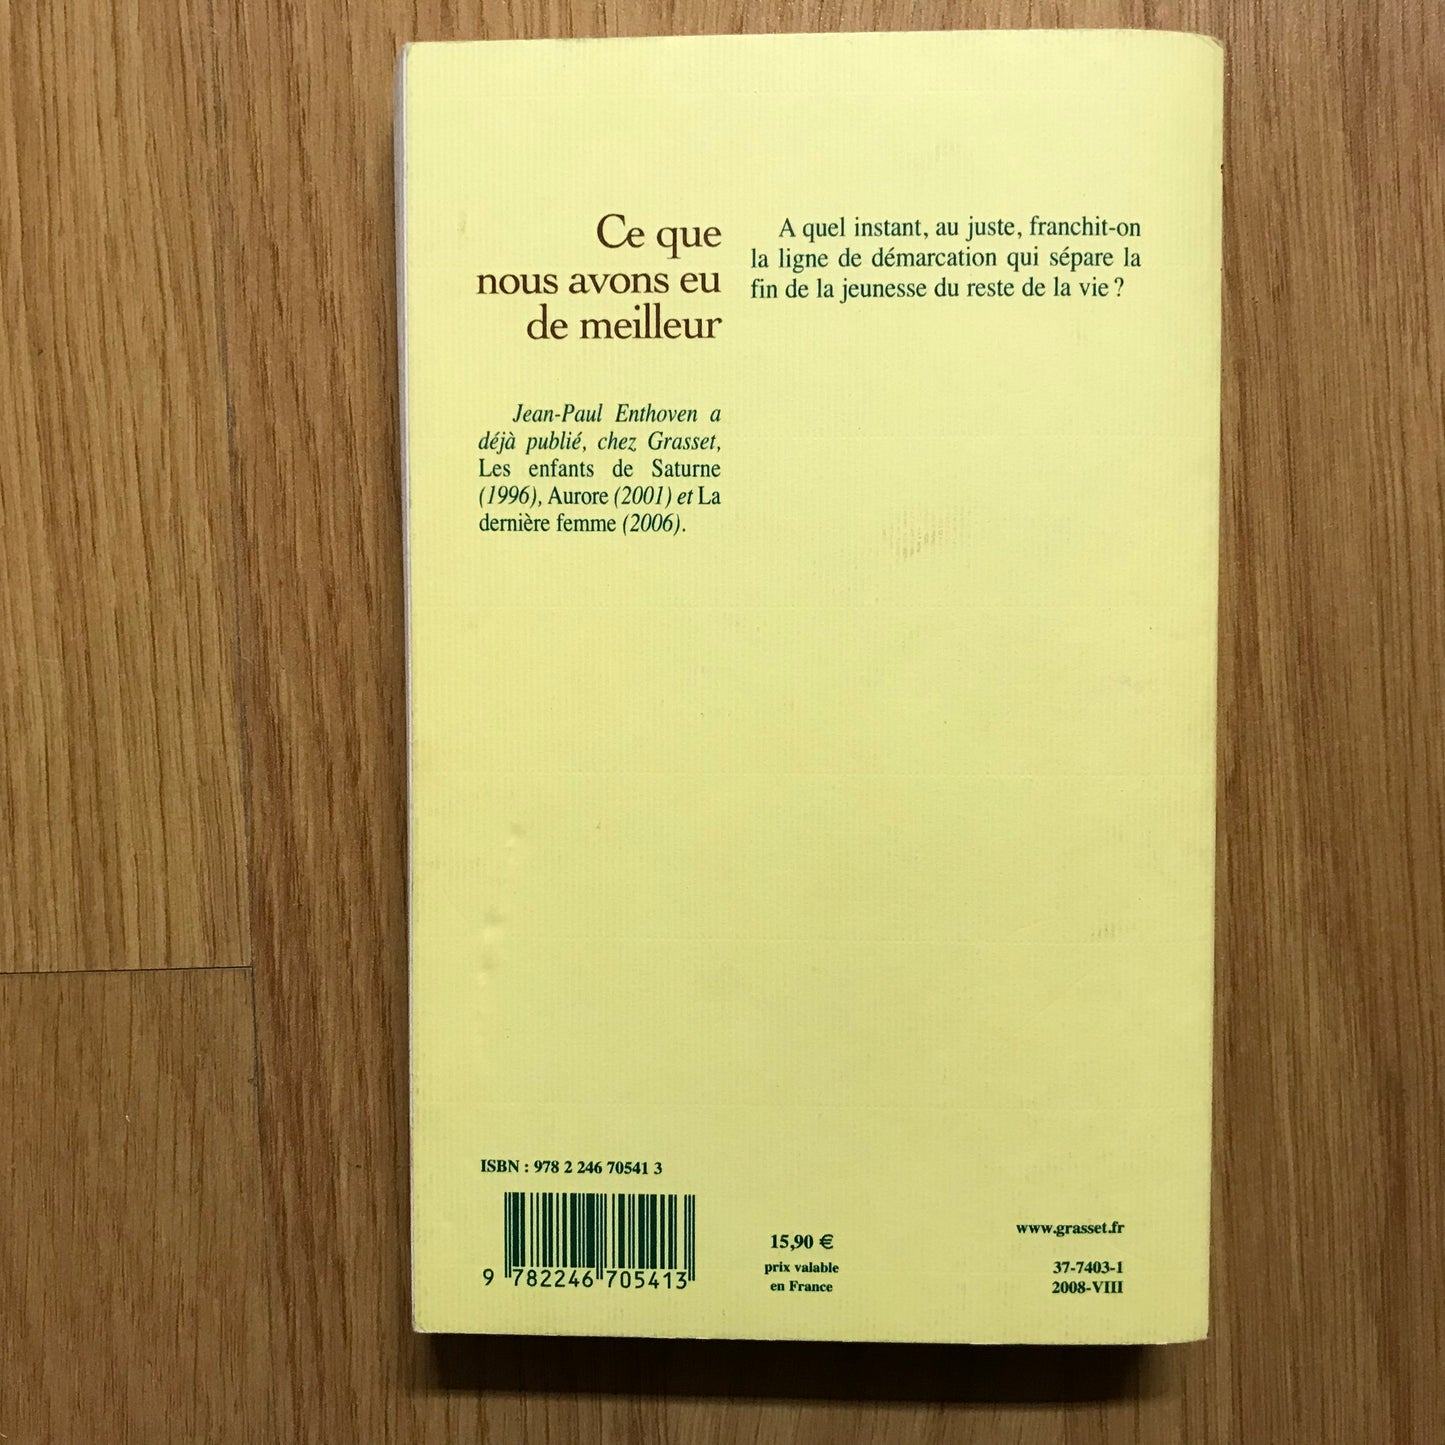 Ce que
nous avons eu
de meilleur
Jean-Paul Enthoven a
déjà publié, chez Grasset,
Les enfants de Saturne
(1996), Aurore (2001) et La
dernière femme (2006).
A quel instant, au juste, franchit-on
la ligne de démarcation qui sépare la
fin de la jeunesse du reste de la vie ?
ISBN : 978 2 246 70541 3
9 782246 705413
15,90 €
prix valable
en France
www.grasset.fr
37-7403-1
2008-VIII